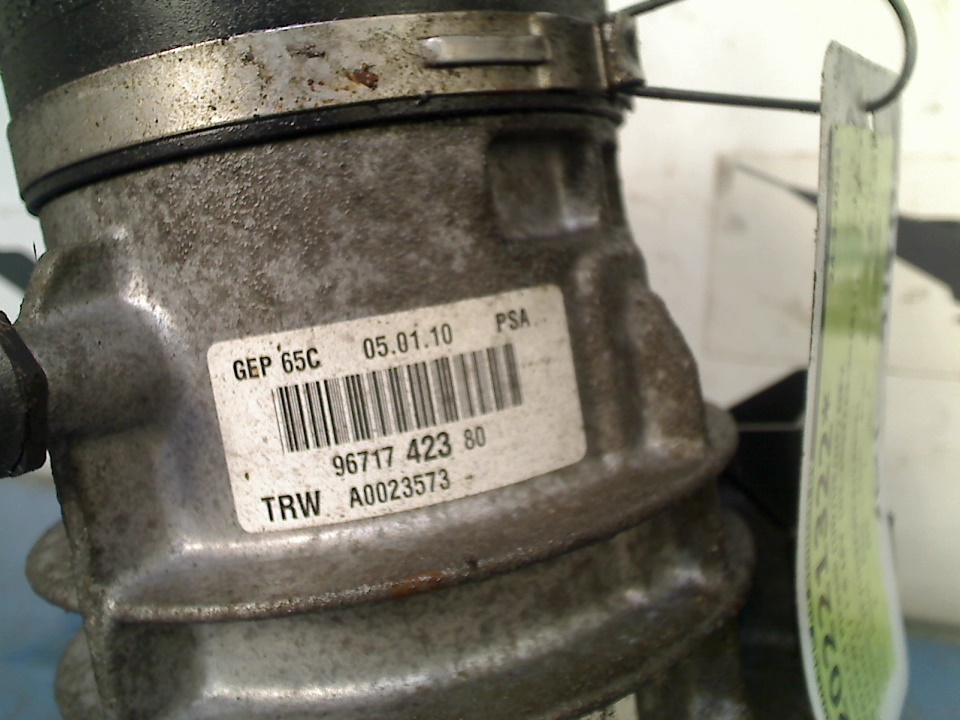 GEP 65C 05.01.10 PSA
96717 423 80
TRW A0023573